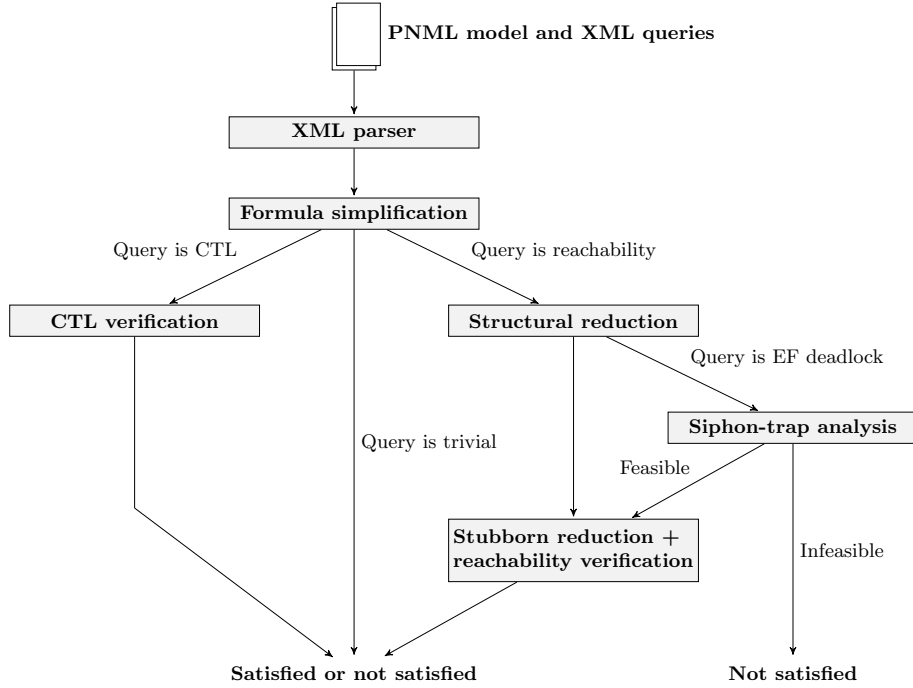 PNML model and XML queries
XML parser
Formula simplification
Query is CTL
Query is reachability
CTL verification
Structural reduction
Query is EF deadlock
Siphon-trap analysis
Query is trivial
Feasible
Stubborn reduction +
reachability verification
Infeasible
Satisfied or not satisfied
Not satisfied